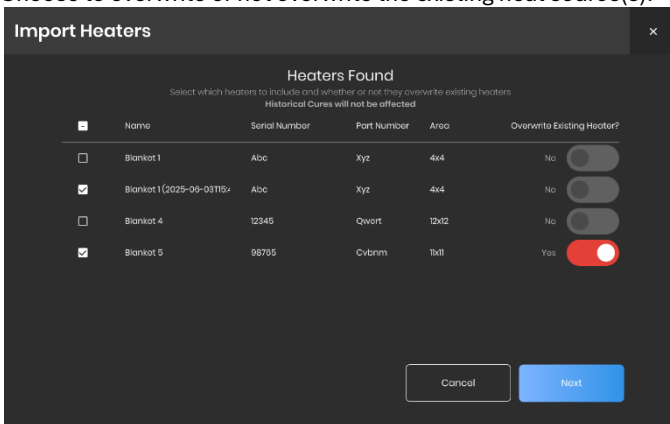 Choose to overwrite or not overwrite the existing heat source(s).
Import Heaters ×
Heaters Found
Select which heaters to include and whether or not they overwrite existing heaters
Historical Cures will not be affected
Name Serial Number Part Number Area Overwrite Existing Heater?
Blanket 1 Abc Xyz 4x4 No
Blanket 1 (2025-06-03T15: Abc Xyz 4x4 No
Blanket 4 12345 Qwert 12x12 No
Blanket 5 98765 Cvbnm 11x11 Yes
Cancel Next